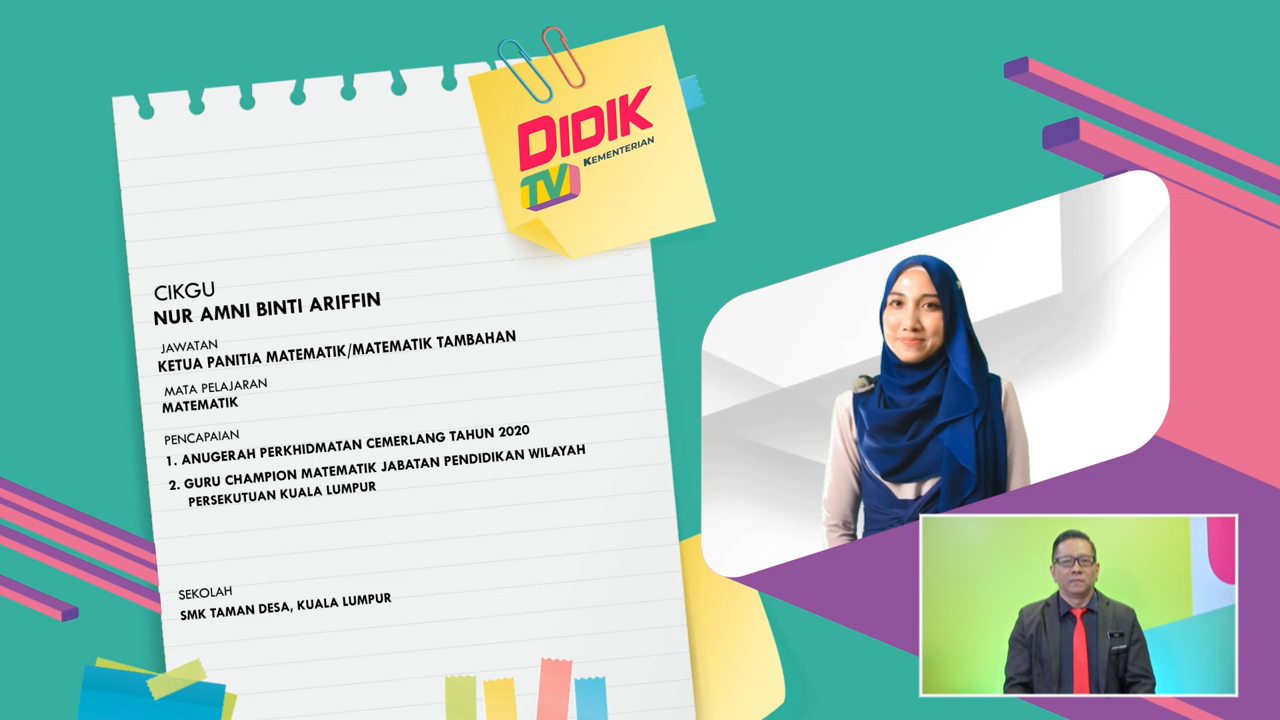 DIDIK
TV
KEMENTERIAN
CIKGU
NUR AMNI BINTI ARIFFIN
JAWATAN
KETUA PANITIA MATEMATIK/MATEMATIK TAMBAHAN
MATA PELAJARAN
MATEMATIK
PENCAPAIAN
1. ANUGERAH PERKHIDMATAN CEMERLANG TAHUN 2020
2. GURU CHAMPION MATEMATIK JABATAN PENDIDIKAN WILAYAH
PERSEKUTUAN KUALA LUMPUR
SEKOLAH
SMK TAMAN DESA, KUALA LUMPUR